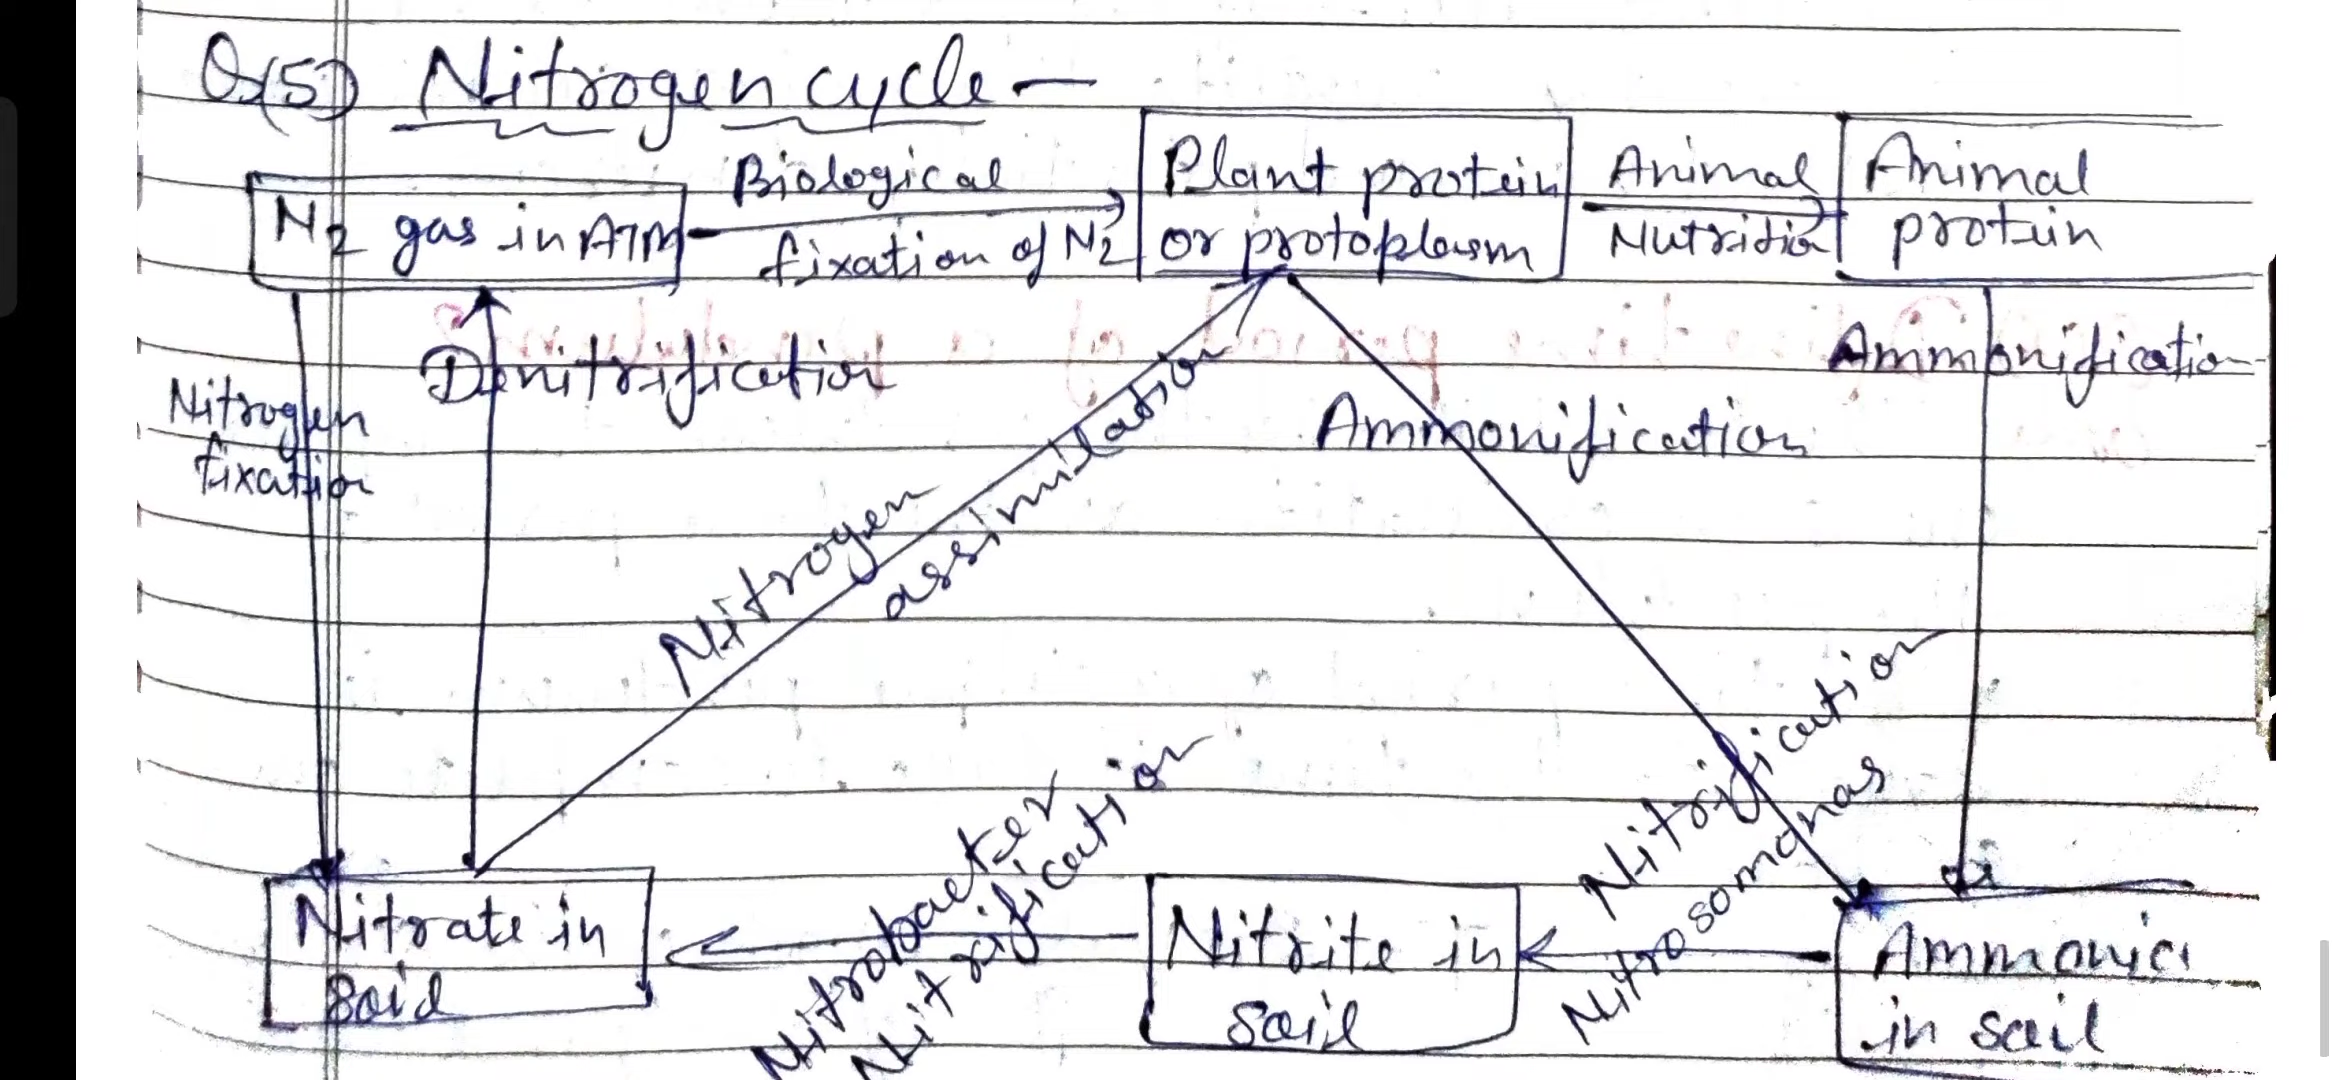 Q(5) Nitrogen cycle —
N2 gas in ATM
Biological
fixation of N2
Plant protein
or protoplasm
Animal
Nutrition
Animal
protein
Nitrogen
fixation
Denitrification
Nitrogen
assimilation
Ammonification
Ammonification
Nitrate in
Soil
Nitrobacter
Nitrification
Nitrite in
Soil
Nitrification
Nitrosomonas
Ammonia
in soil